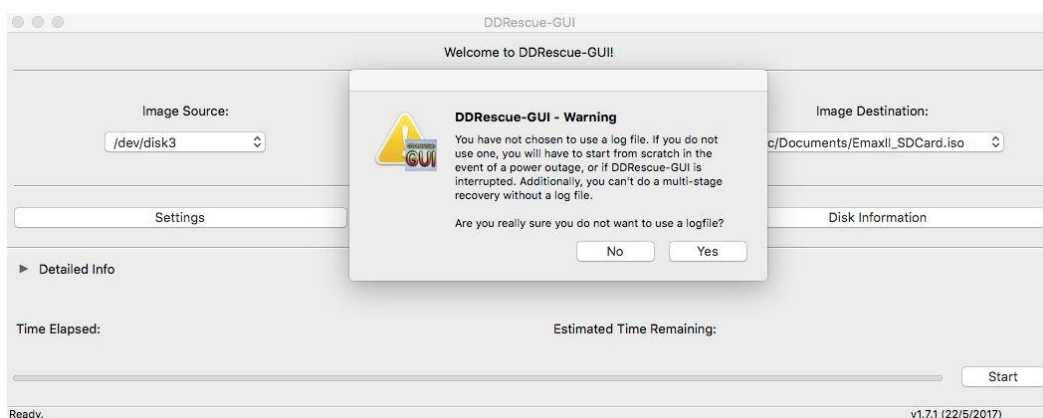 DDRescue-GUI
Welcome to DDRescue-GUI!
Image Source:
/dev/disk3
DDRescue-GUI - Warning
You have not chosen to use a log file. If you do not
use one, you will have to start from scratch in the
event of a power outage, or if DDRescue-GUI is
interrupted. Additionally, you can't do a multi-stage
recovery without a log file.
Are you really sure you do not want to use a logfile?
No
Yes
GUI
Image Destination:
c/Documents/EmaxII_SDCard.iso
Settings
Disk Information
Detailed Info
Time Elapsed:
Estimated Time Remaining:
Start
Ready.
v1.7.1 (22/5/2017)